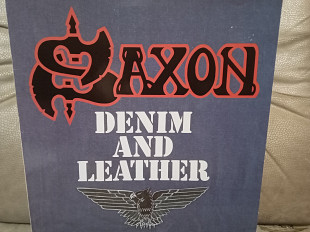 SAXON
DENIM
AND
LEATHER